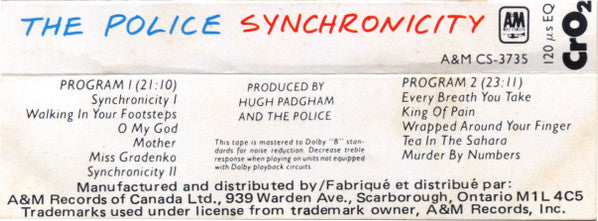 THE POLICE SYNCHRONICITY
A&M
RECORDS
A&M CS-3735
120 µs EQ
CrO2
PROGRAM 1 (21:10)
Synchronicity I
Walking In Your Footsteps
O My God
Mother
Miss Gradenko
Synchronicity II
PRODUCED BY
HUGH PADGHAM
AND THE POLICE
This tape is mastered to Dolby "B" stan-
dards for noise reduction. Decrease treble
response when playing on units not equipped
with Dolby playback circuits.
PROGRAM 2 (23:11)
Every Breath You Take
King Of Pain
Wrapped Around Your Finger
Tea In The Sahara
Murder By Numbers
Manufactured and distributed by/Fabriqué et distribué par:
A&M Records of Canada Ltd., 939 Warden Ave., Scarborough, Ontario M1L 4C5
Trademarks used under license from trademark owner, A&M Records, Inc.